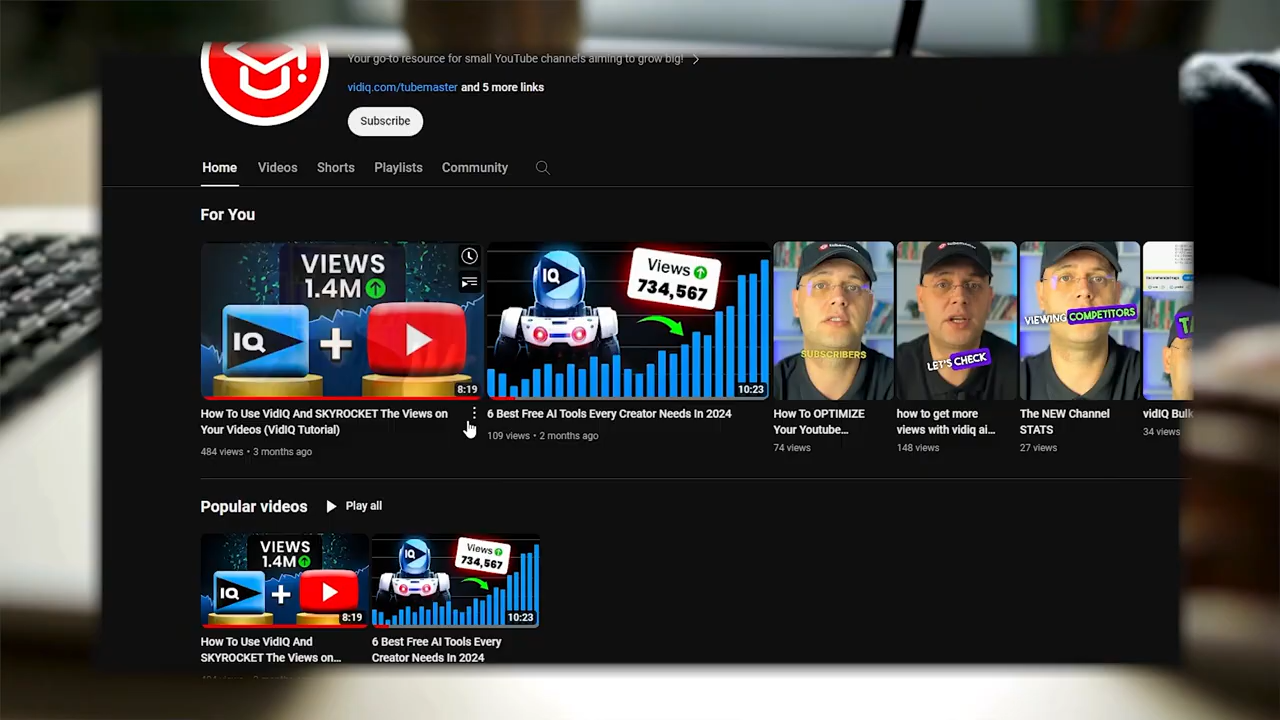 Your go-to resource for small YouTube channels aiming to grow big!
vidiq.com/tubemaster and 5 more links
Subscribe
Home Videos Shorts Playlists Community
For You
VIEWS
1.4M
IQ
8:19
IQ
Views
734,567
10:23
SUBSCRIBERS
LET'S CHECK
VIEWING COMPETITORS
How To Use VidIQ And SKYROCKET The Views on
Your Videos (VidIQ Tutorial)
484 views • 3 months ago
6 Best Free AI Tools Every Creator Needs In 2024
109 views • 2 months ago
How To OPTIMIZE
Your Youtube...
74 views
how to get more
views with vidiq ai...
148 views
The NEW Channel
STATS
27 views
vidIQ Bulk
34 views
Popular videos
Play all
VIEWS
1.4M
IQ
8:19
IQ
Views
734,567
10:23
How To Use VidIQ And
SKYROCKET The Views on...
6 Best Free AI Tools Every
Creator Needs In 2024